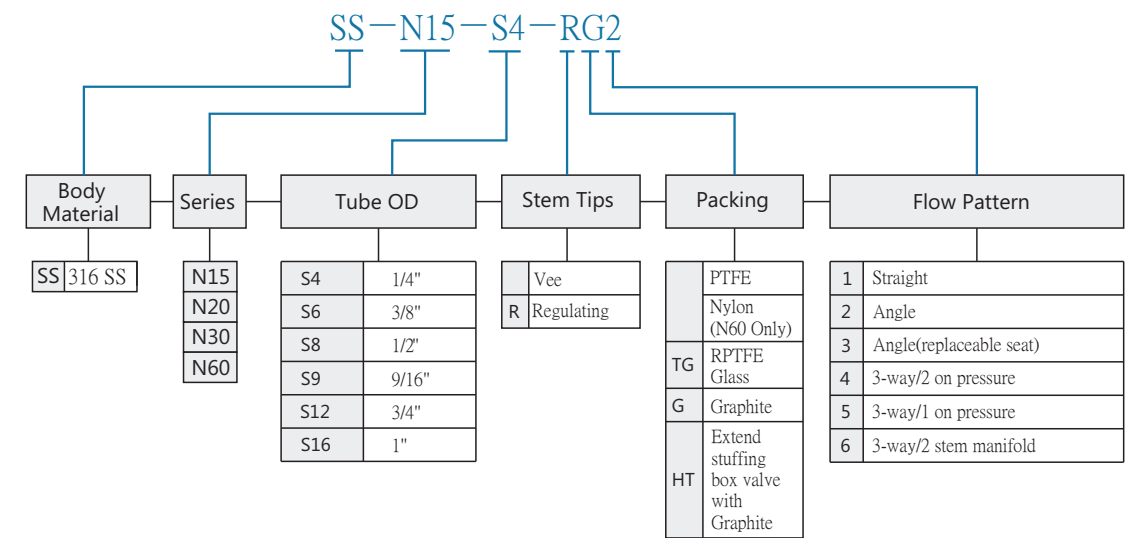 SS-N15-S4-RG2
Body
Material
Series
Tube OD
Stem Tips
Packing
Flow Pattern
SS 316 SS
N15
N20
N30
N60
S4 1/4"
S6 3/8"
S8 1/2"
S9 9/16"
S12 3/4"
S16 1"
Vee
R Regulating
PTFE
Nylon
(N60 Only)
TG RPTFE
Glass
G Graphite
HT Extend
stuffing
box valve
with
Graphite
1 Straight
2 Angle
3 Angle(replaceable seat)
4 3-way/2 on pressure
5 3-way/1 on pressure
6 3-way/2 stem manifold